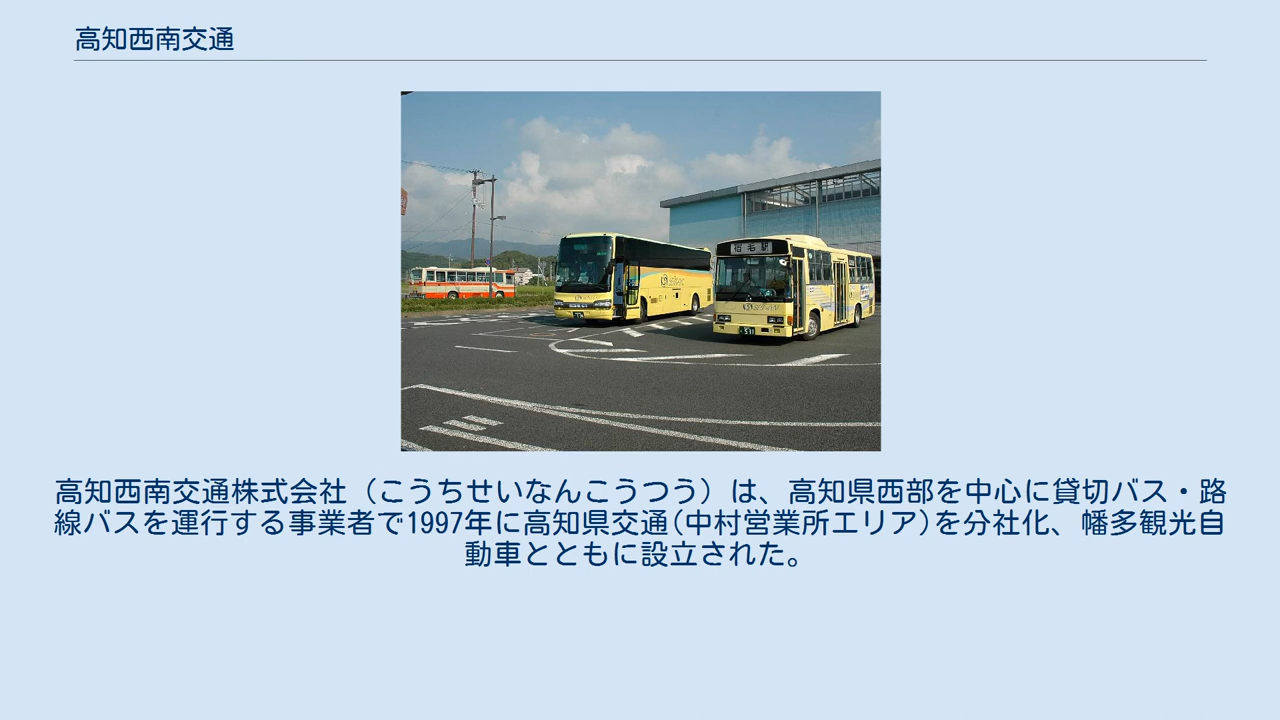 高知西南交通
宿毛駅
高知西南交通株式会社（こうちせいなんこうつう）は、高知県西部を中心に貸切バス・路
線バスを運行する事業者で1997年に高知県交通(中村営業所エリア)を分社化、幡多観光自
動車とともに設立された。